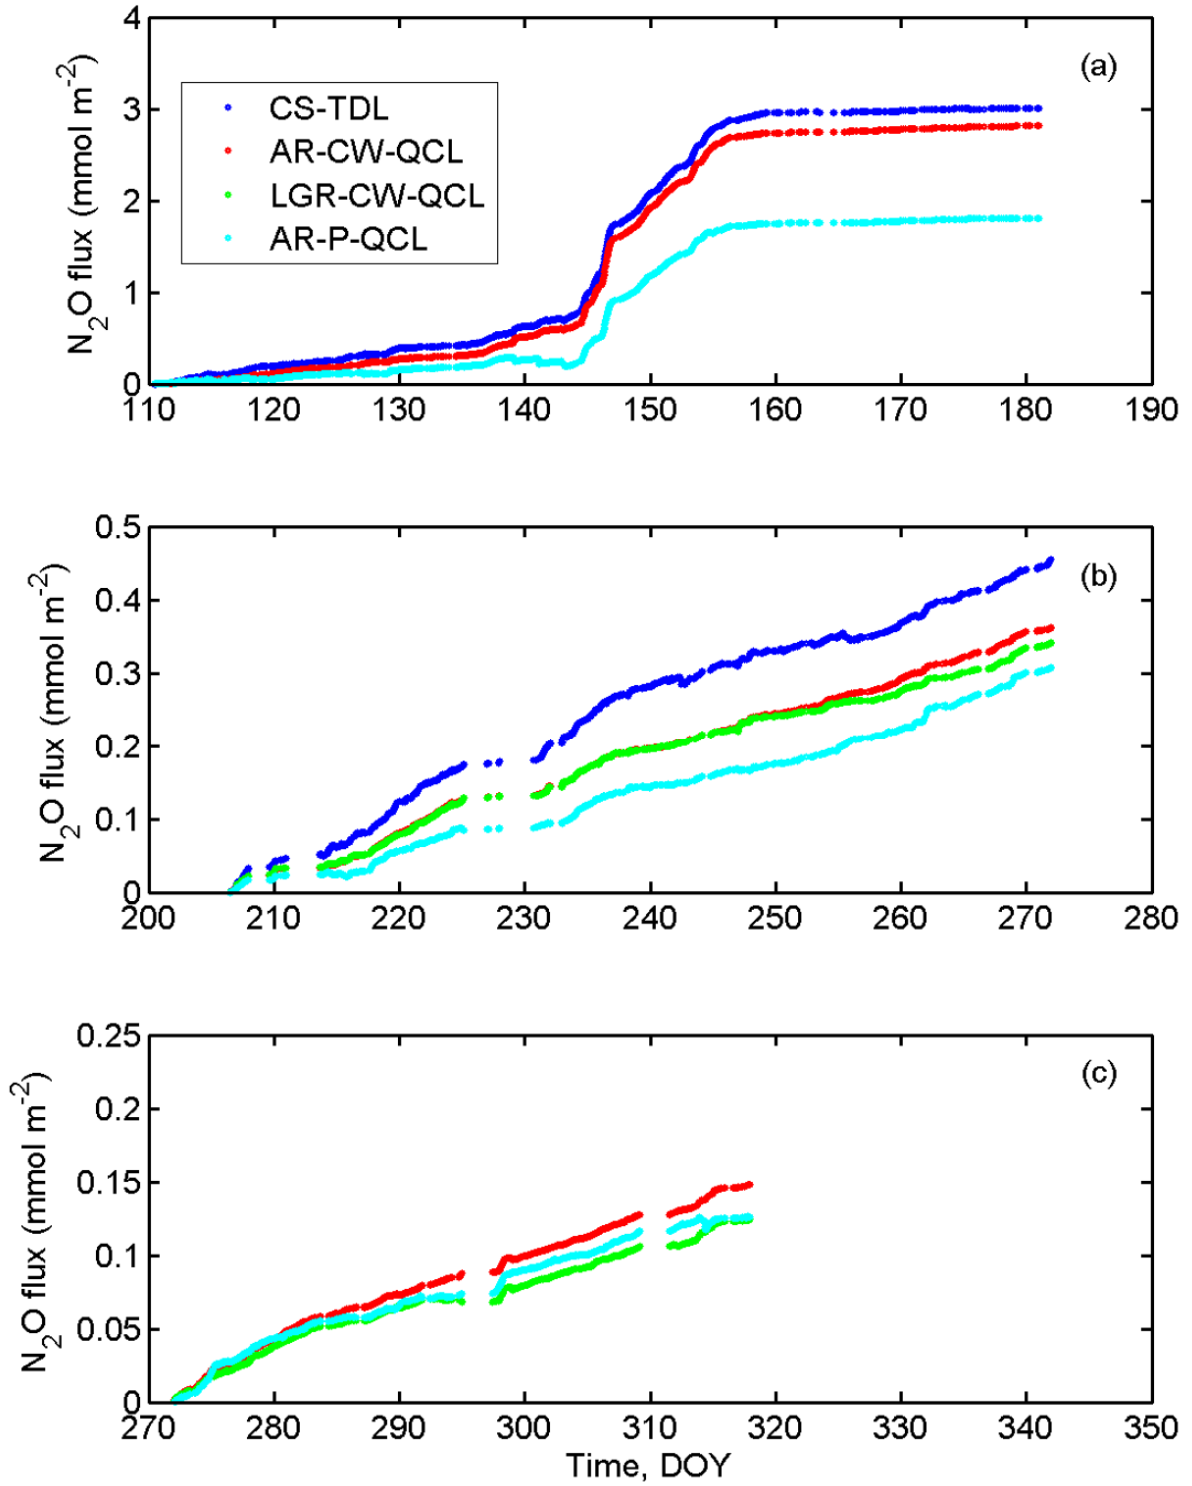 (a)
N2O flux (mmol m-2)
4
3
2
1
0
CS-TDL
AR-CW-QCL
LGR-CW-QCL
AR-P-QCL
110 120 130 140 150 160 170 180 190
(b)
N2O flux (mmol m-2)
0.5
0.4
0.3
0.2
0.1
0
200 210 220 230 240 250 260 270 280
(c)
N2O flux (mmol m-2)
0.25
0.2
0.15
0.1
0.05
0
270 280 290 300 310 320 330 340 350
Time, DOY